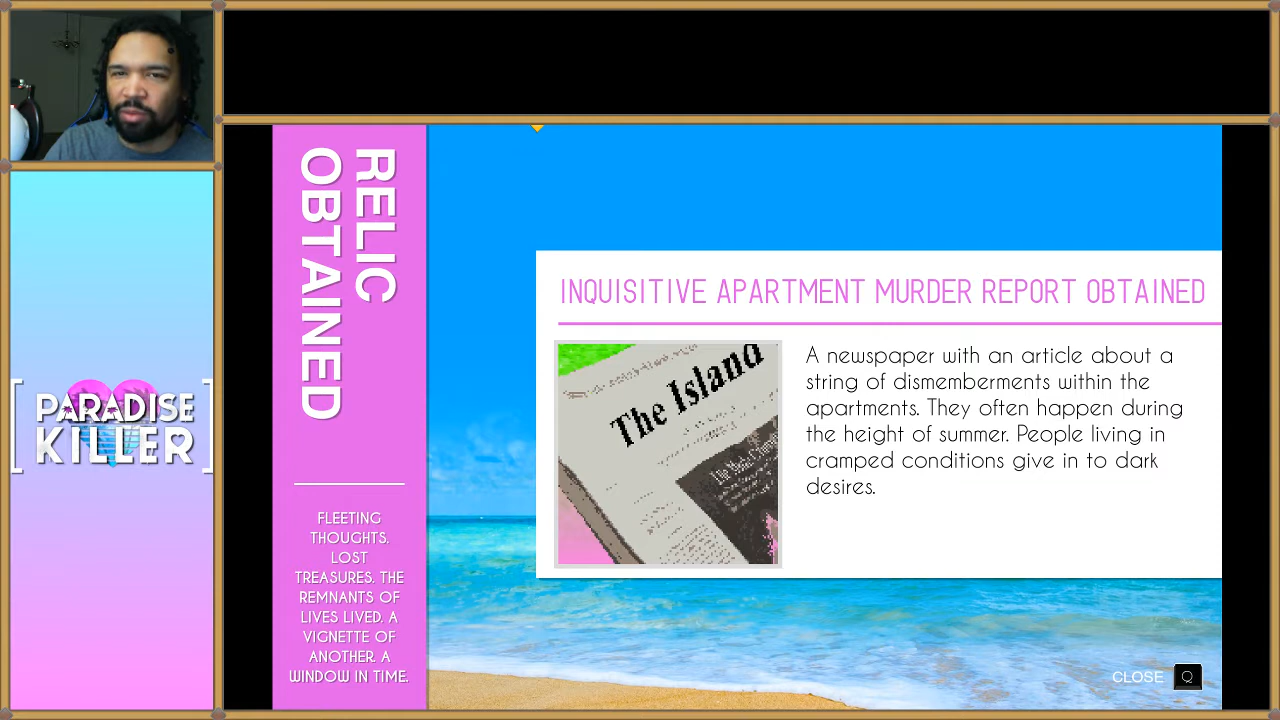 RELIC
OBTAINED
FLEETING
THOUGHTS.
LOST
TREASURES. THE
REMNANTS OF
LIVES LIVED. A
VIGNETTE OF
ANOTHER. A
WINDOW IN TIME.
INQUISITIVE APARTMENT MURDER REPORT OBTAINED
The Island
A newspaper with an article about a
string of dismemberments within the
apartments. They often happen during
the height of summer. People living in
cramped conditions give in to dark
desires.
CLOSE Q
[PARADISE
KILLER]